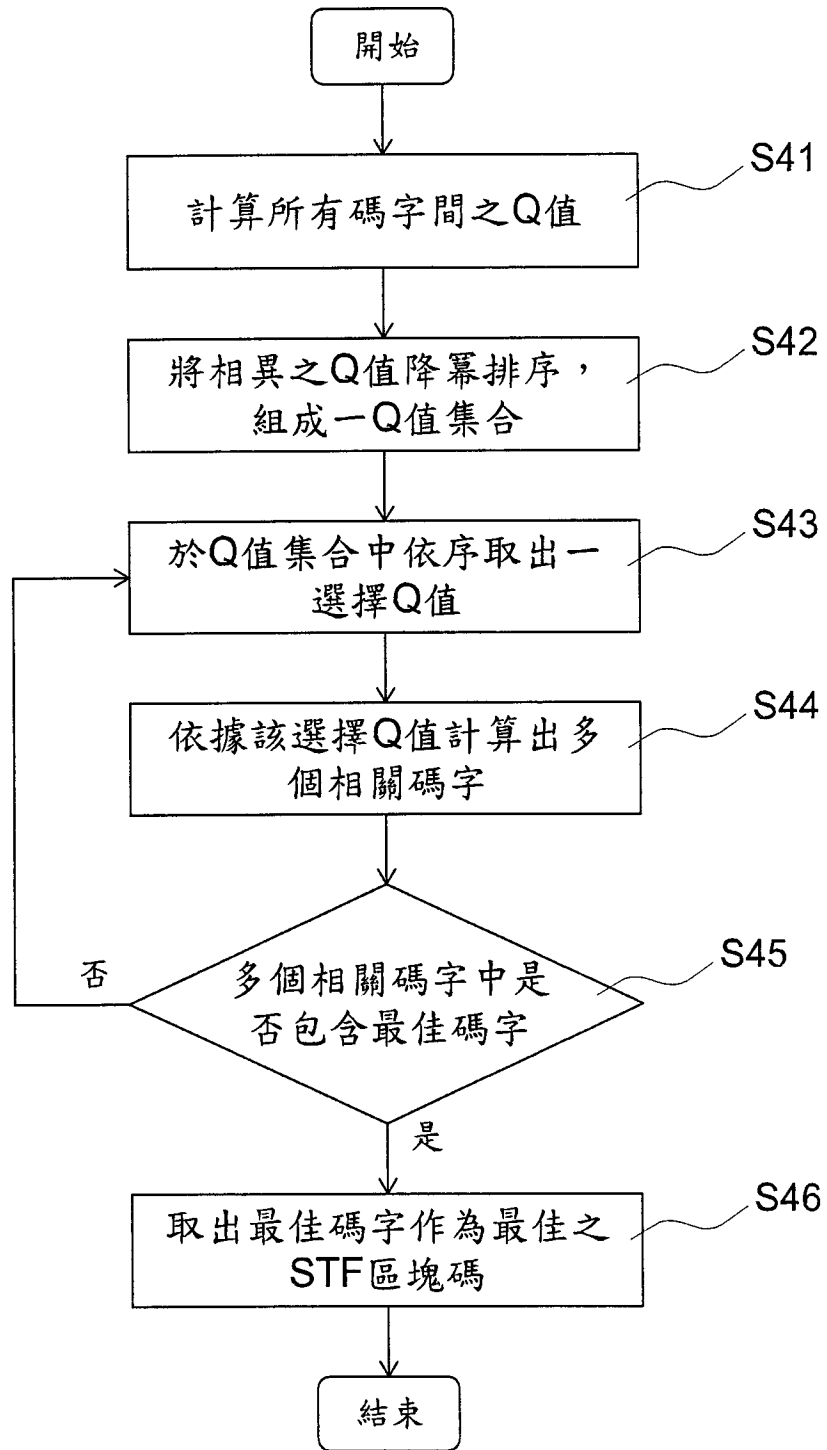 開始
S41
計算所有碼字間之Q值
S42
將相異之Q值降冪排序，
組成一Q值集合
S43
於Q值集合中依序取出一
選擇Q值
S44
依據該選擇Q值計算出多
個相關碼字
S45
多個相關碼字中是
否包含最佳碼字
否
是
S46
取出最佳碼字作為最佳之
STF區塊碼
結束